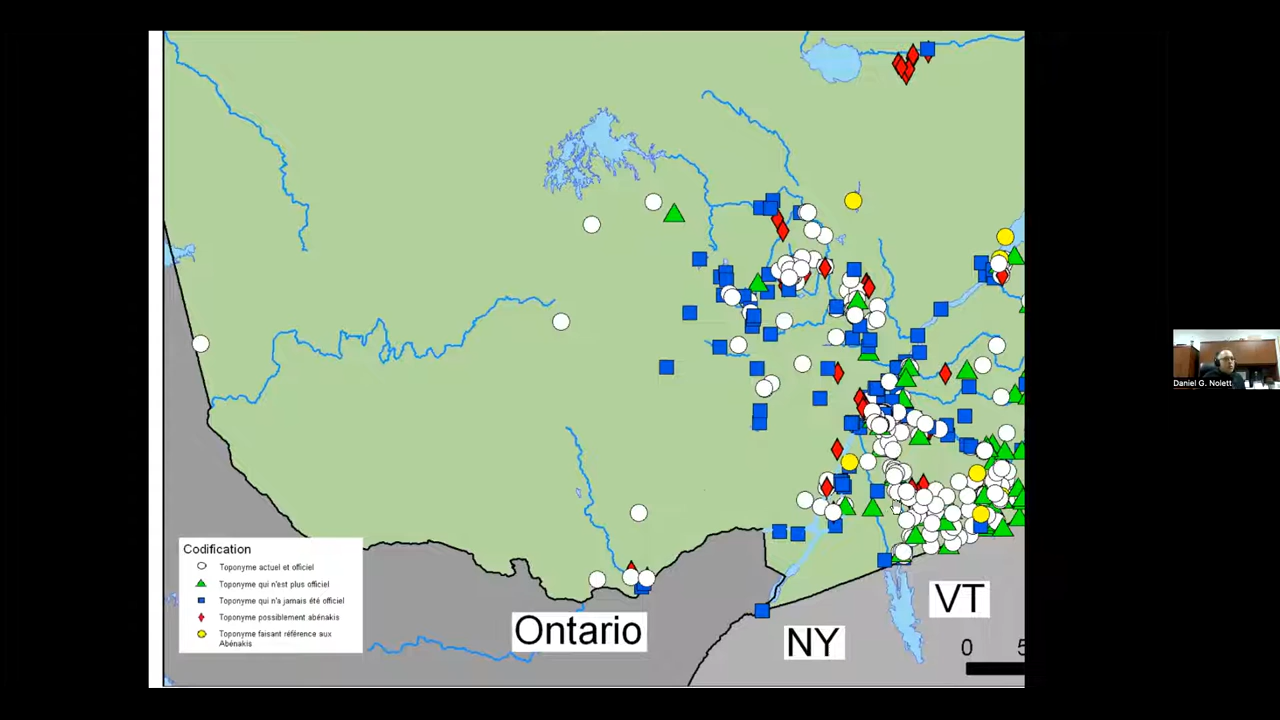 Codification
Toponyme actuel et officiel
Toponyme qui n'est plus officiel
Toponyme qui n'a jamais été officiel
Toponyme possiblement abénakis
Toponyme faisant référence aux
Abénakis
Ontario
NY
VT
0
5
Daniel G. Nolett